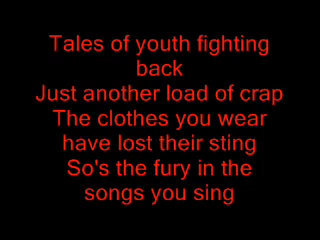 Tales of youth fighting
back
Just another load of crap
The clothes you wear
have lost their sting
So's the fury in the
songs you sing